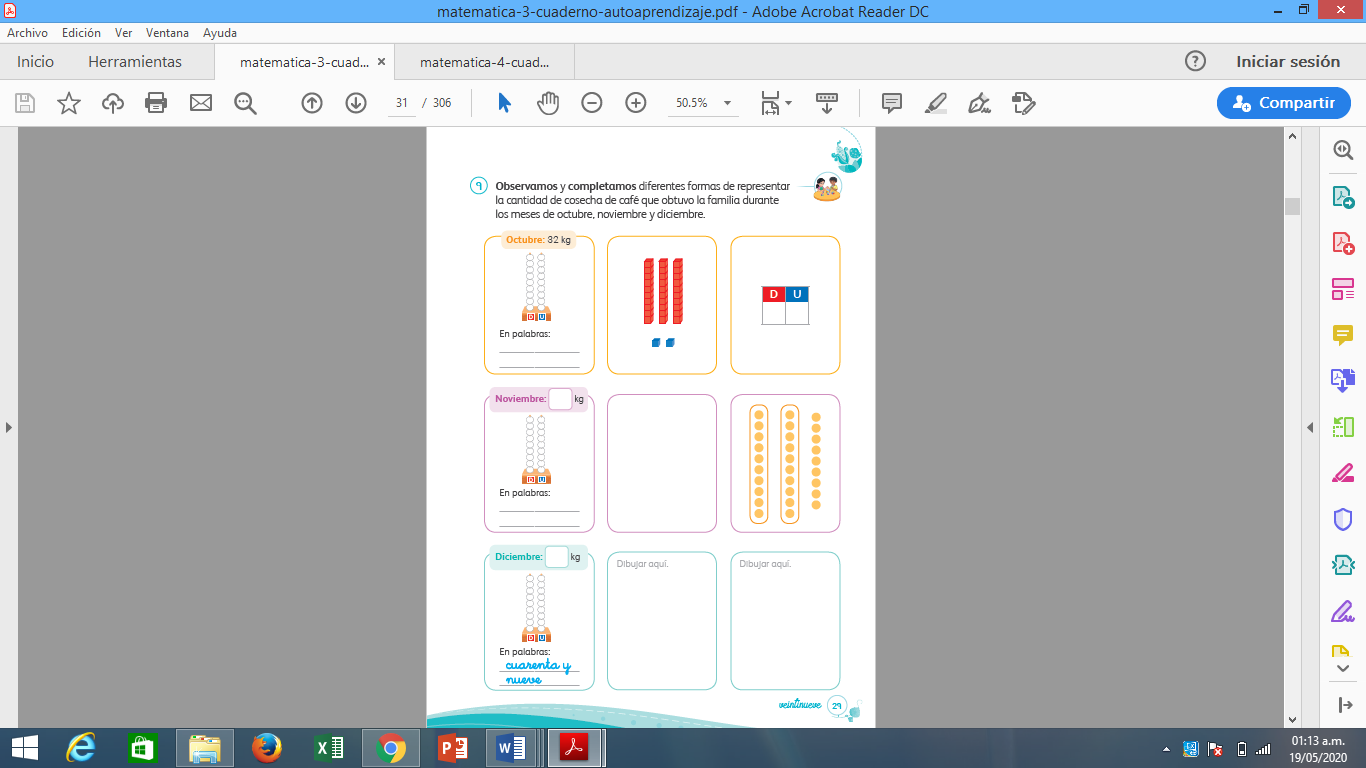 matematica-3-cuaderno-autoaprendizaje.pdf - Adobe Acrobat Reader DC
Archivo Edición Ver Ventana Ayuda
Inicio Herramientas matematica-3-cuad... × matematica-4-cuad... Iniciar sesión
31 / 306 50.5% Compartir
9 Observamos y completamos diferentes formas de representar
la cantidad de cosecha de café que obtuvo la familia durante
los meses de octubre, noviembre y diciembre.
Octubre: 32 kg
D U
D U
En palabras:
Noviembre: kg
D U
En palabras:
Diciembre: kg
Dibujar aquí. Dibujar aquí.
D U
En palabras:
cuarenta y
nueve
veintinueve 29
01:13 a.m.
19/05/2020